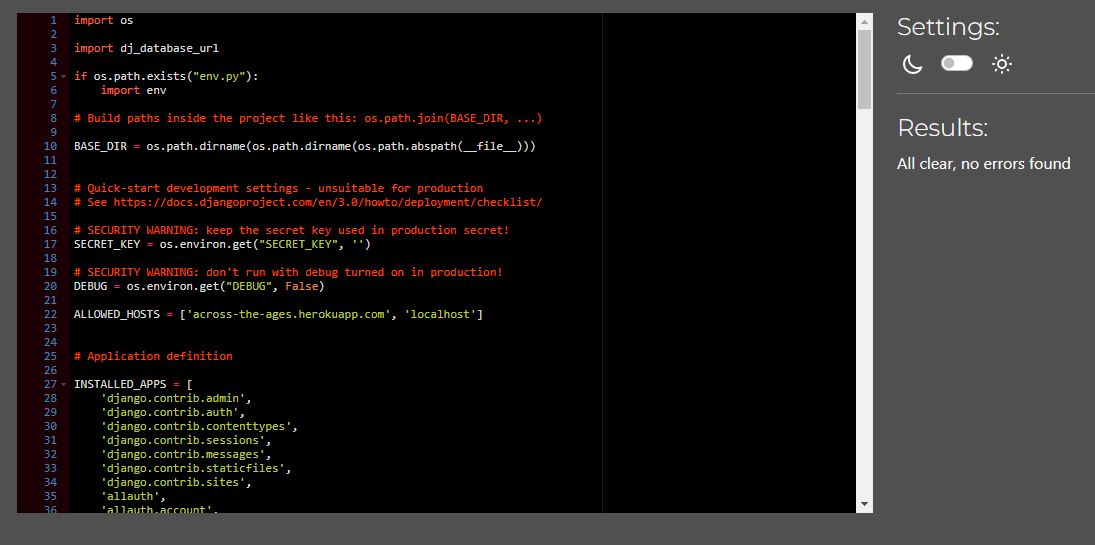 1 import os
2
3 import dj_database_url
4
5 if os.path.exists("env.py"):
6     import env
7
8 # Build paths inside the project like this: os.path.join(BASE_DIR, ...)
9
10 BASE_DIR = os.path.dirname(os.path.dirname(os.path.abspath(__file__)))
11
12
13 # Quick-start development settings - unsuitable for production
14 # See https://docs.djangoproject.com/en/3.0/howto/deployment/checklist/
15
16 # SECURITY WARNING: keep the secret key used in production secret!
17 SECRET_KEY = os.environ.get("SECRET_KEY", '')
18
19 # SECURITY WARNING: don't run with debug turned on in production!
20 DEBUG = os.environ.get("DEBUG", False)
21
22 ALLOWED_HOSTS = ['across-the-ages.herokuapp.com', 'localhost']
23
24
25 # Application definition
26
27 INSTALLED_APPS = [
28     'django.contrib.admin',
29     'django.contrib.auth',
30     'django.contrib.contenttypes',
31     'django.contrib.sessions',
32     'django.contrib.messages',
33     'django.contrib.staticfiles',
34     'django.contrib.sites',
35     'allauth',
36     'allauth.account',
Settings:
Results:
All clear, no errors found